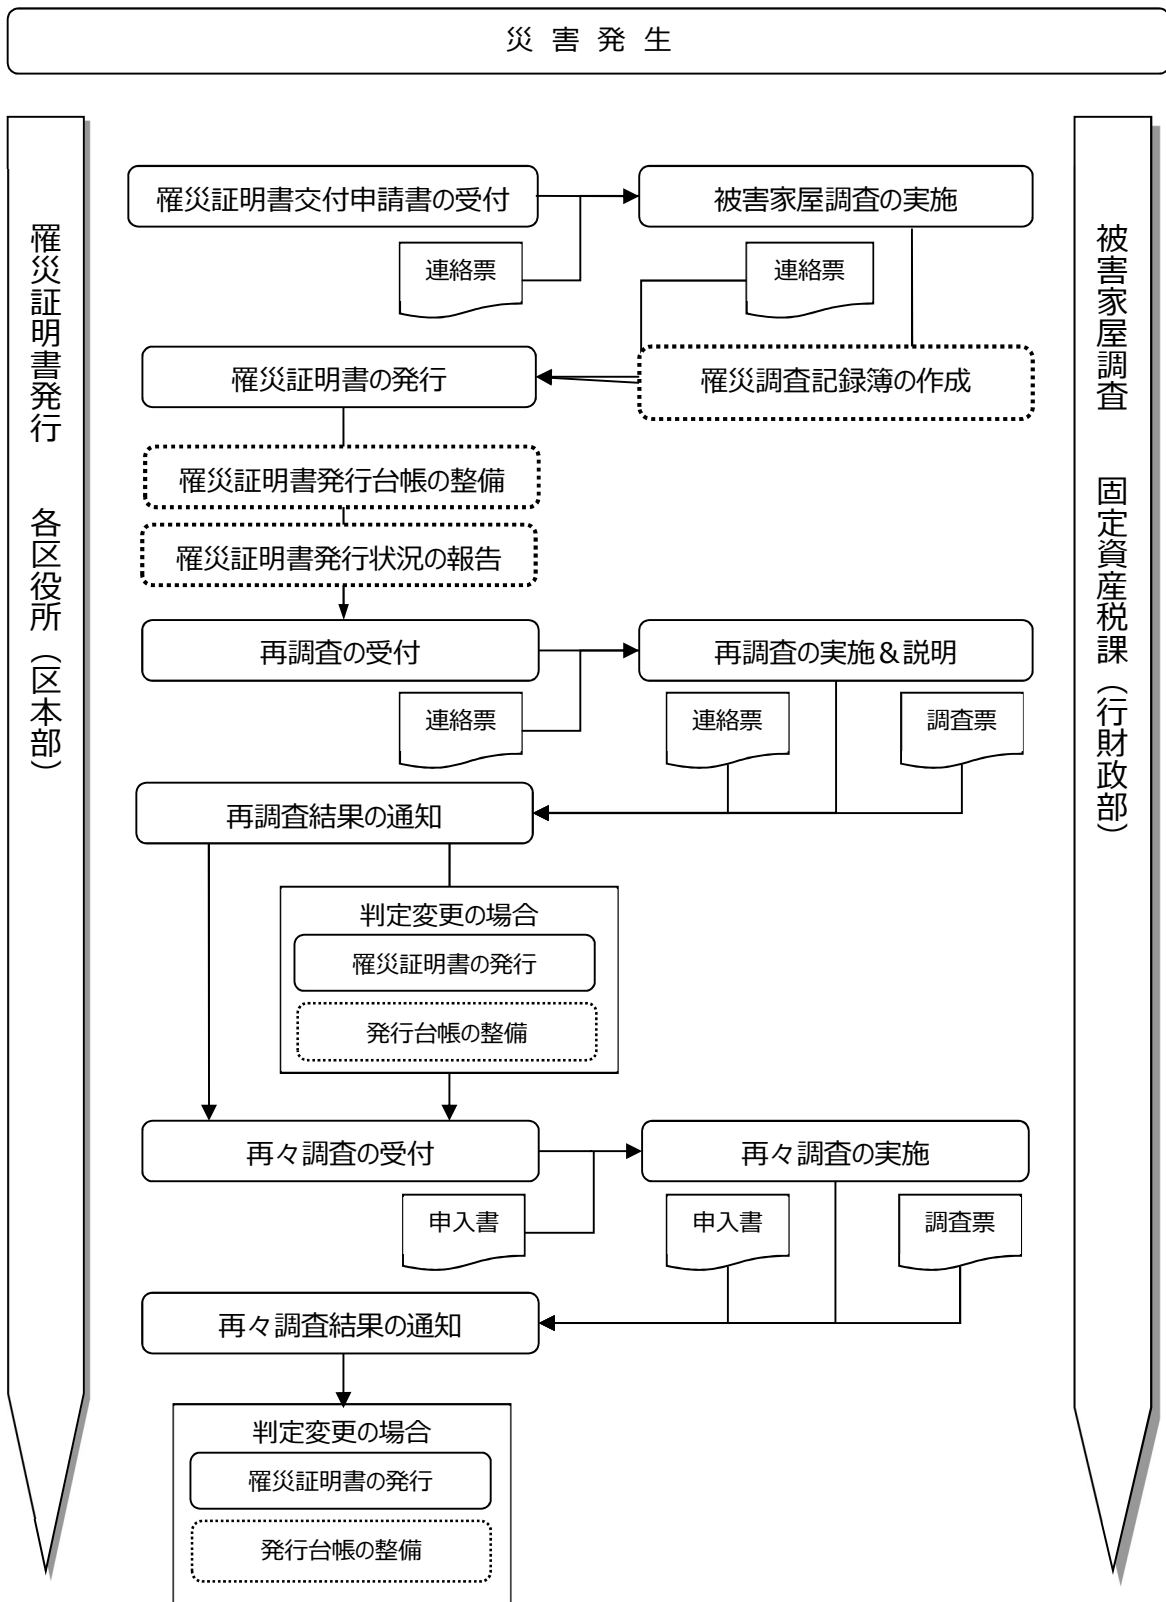 災害発生
罹災証明書発行　各区役所（区本部）
被害家屋調査　固定資産税課（行財政部）
罹災証明書交付申請書の受付
被害家屋調査の実施
連絡票
連絡票
罹災証明書の発行
罹災調査記録簿の作成
罹災証明書発行台帳の整備
罹災証明書発行状況の報告
再調査の受付
再調査の実施＆説明
連絡票
連絡票
調査票
再調査結果の通知
判定変更の場合
罹災証明書の発行
発行台帳の整備
再々調査の受付
再々調査の実施
申入書
申入書
調査票
再々調査結果の通知
判定変更の場合
罹災証明書の発行
発行台帳の整備